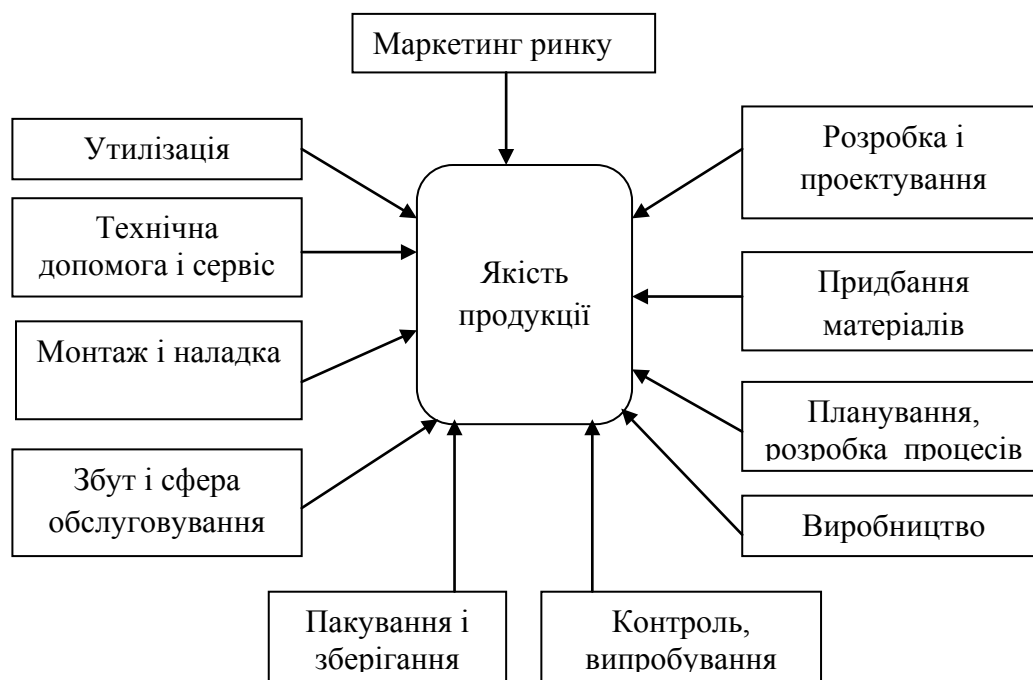 Маркетинг ринку
Утилізація
Розробка і
проектування
Технічна
допомога і сервіс
Якість
продукції
Придбання
матеріалів
Монтаж і наладка
Планування,
розробка процесів
Збут і сфера
обслуговування
Виробництво
Пакування і
зберігання
Контроль,
випробування